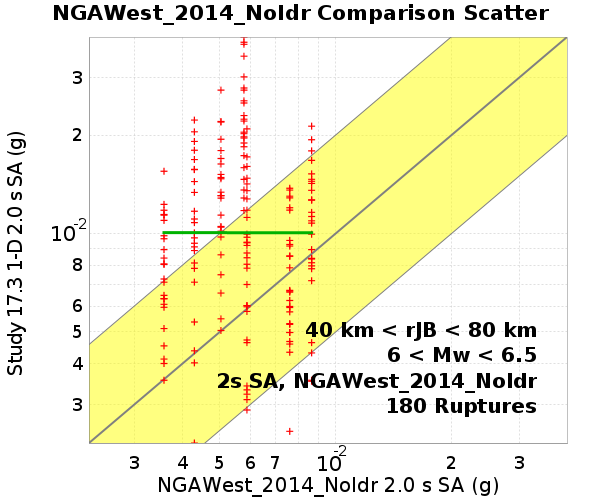 NGAWest_2014_NoIdr Comparison Scatter
3
2
10-2
8
6
5
4
3
Study 17.3 1-D 2.0 s SA (g)
40 km < rJB < 80 km
6 < Mw < 6.5
2s SA, NGAWest_2014_NoIdr
180 Ruptures
3 4 5 6 7 10-2 2 3
NGAWest_2014_NoIdr 2.0 s SA (g)